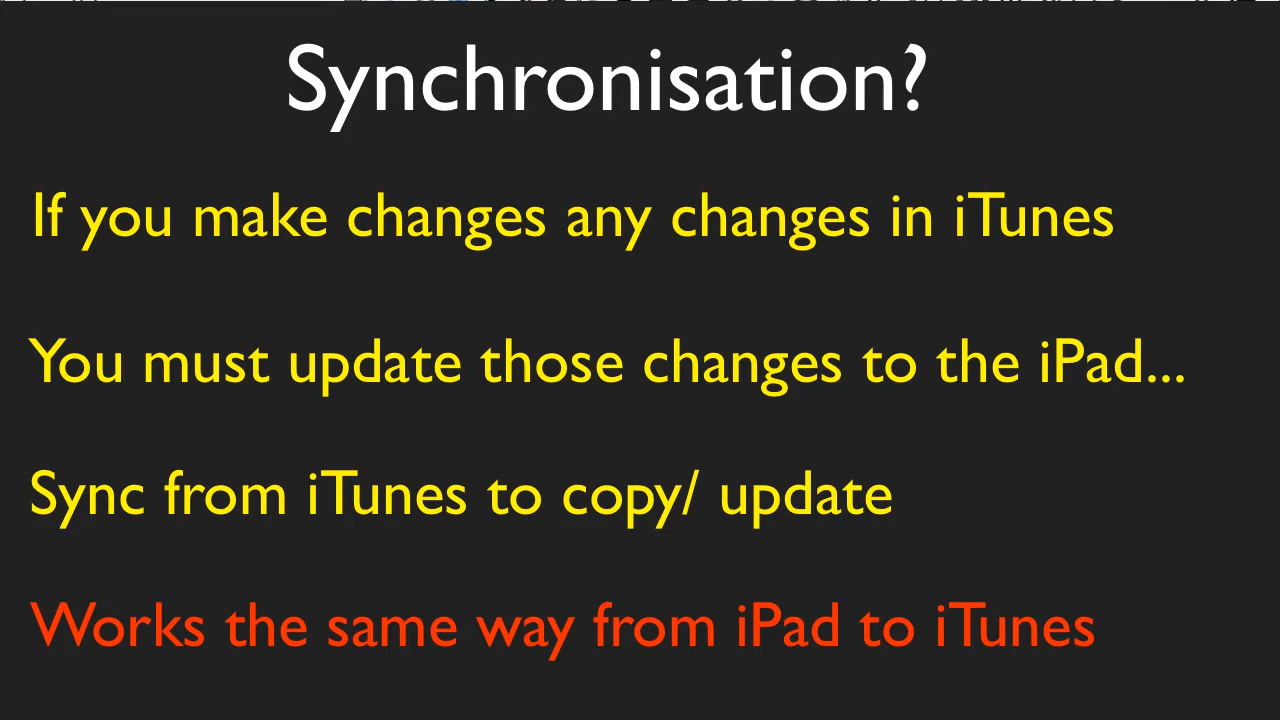 Synchronisation?
If you make changes any changes in iTunes
You must update those changes to the iPad...
Sync from iTunes to copy/ update
Works the same way from iPad to iTunes